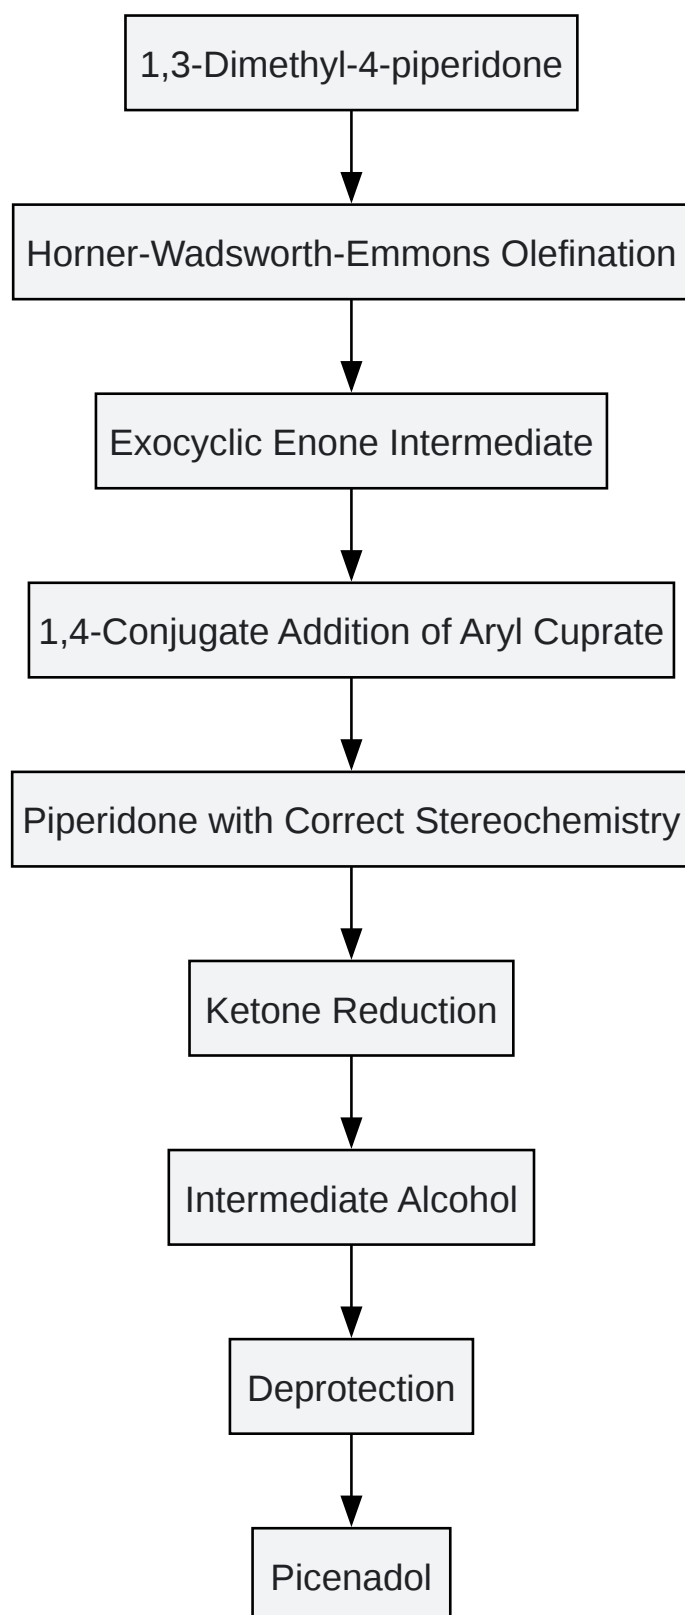 1,3-Dimethyl-4-piperidone
Horner-Wadsworth-Emmons Olefination
Exocyclic Enone Intermediate
1,4-Conjugate Addition of Aryl Cuprate
Piperidone with Correct Stereochemistry
Ketone Reduction
Intermediate Alcohol
Deprotection
Picenadol